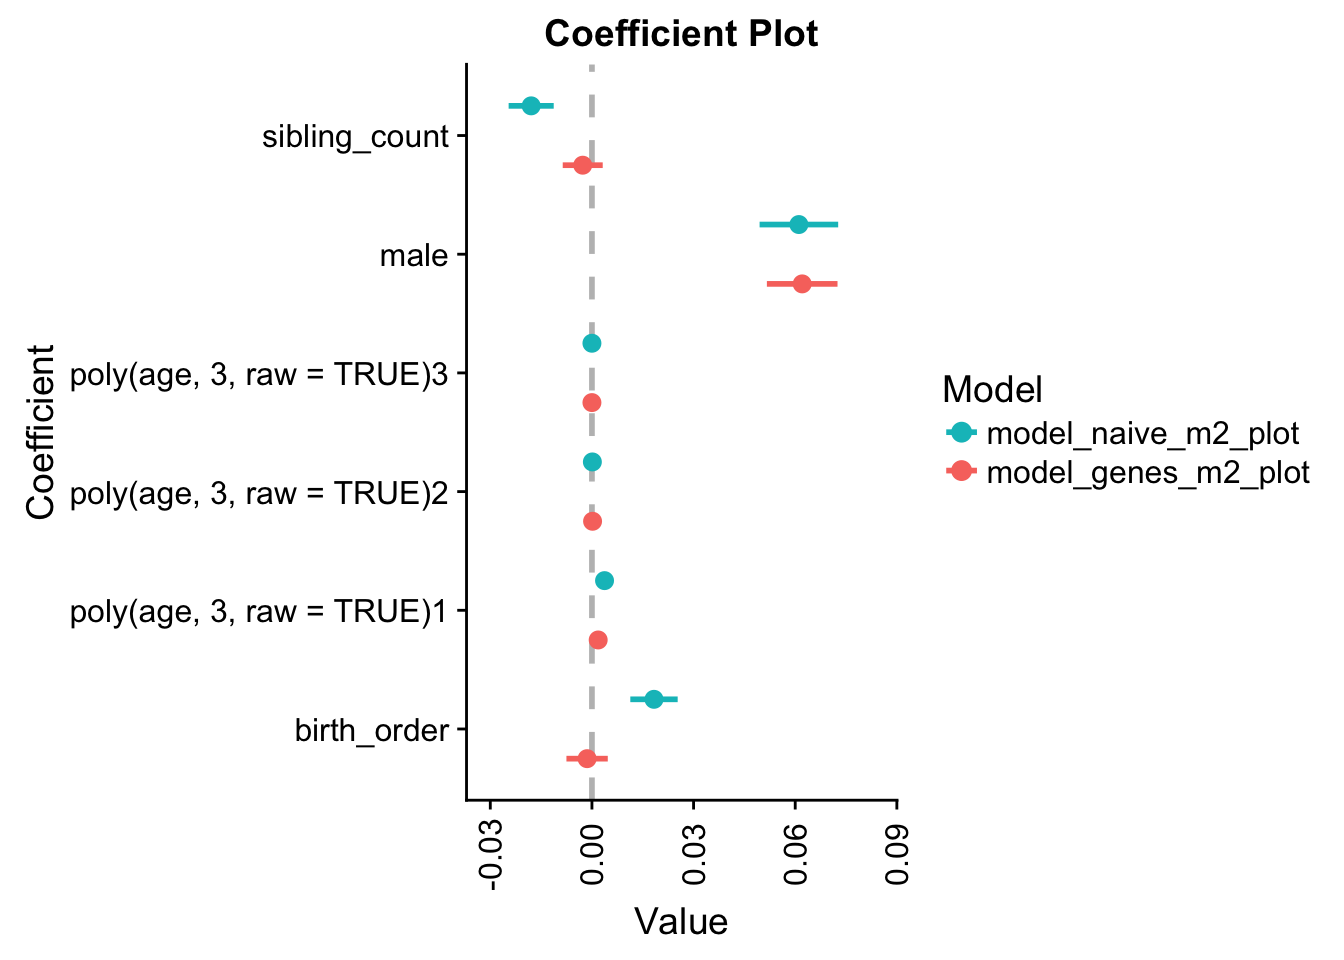 Coefficient Plot
Coefficient
sibling_count
male
poly(age, 3, raw = TRUE)3
poly(age, 3, raw = TRUE)2
poly(age, 3, raw = TRUE)1
birth_order
-0.03
0.00
0.03
0.06
0.09
Value
Model
model_naive_m2_plot
model_genes_m2_plot